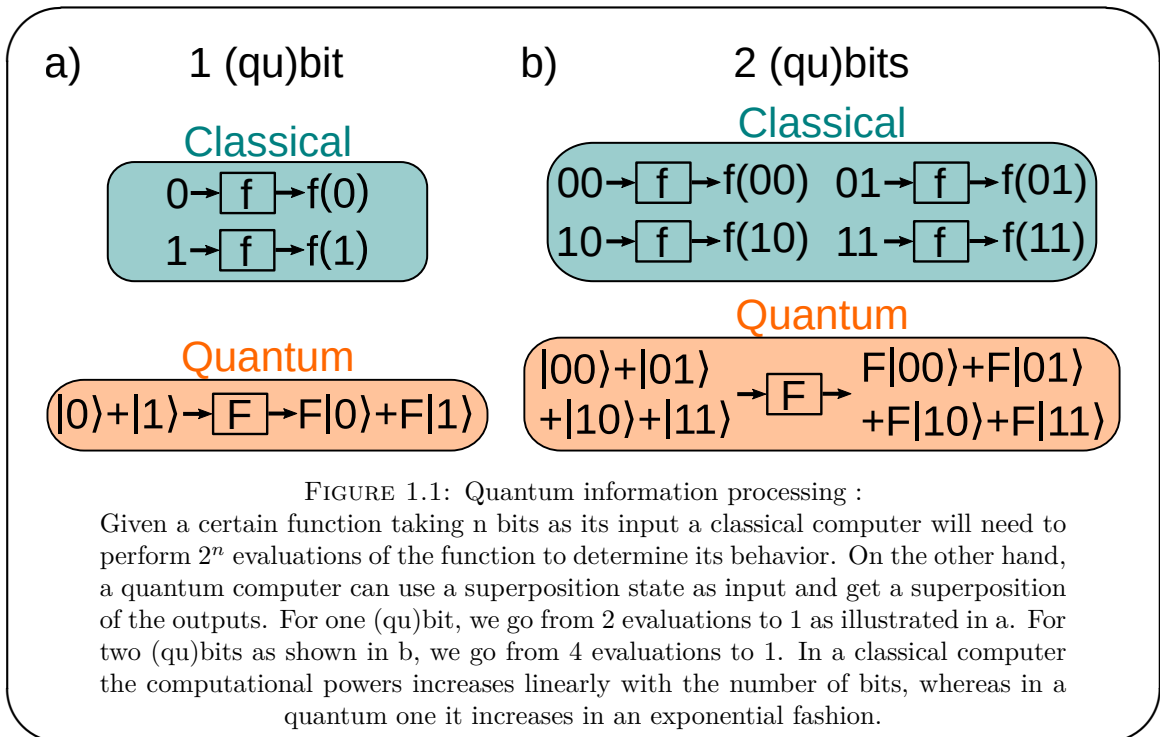 a) 1 (qu)bit
Classical
0 f f(0)
1 f f(1)
Quantum
|0⟩+|1⟩ F F|0⟩+F|1⟩
b) 2 (qu)bits
Classical
00 f f(00) 01 f f(01)
10 f f(10) 11 f f(11)
Quantum
|00⟩+|01⟩
+|10⟩+|11⟩
F
F|00⟩+F|01⟩
+F|10⟩+F|11⟩
FIGURE 1.1: Quantum information processing :
Given a certain function taking n bits as its input a classical computer will need to
perform 2ⁿ evaluations of the function to determine its behavior. On the other hand,
a quantum computer can use a superposition state as input and get a superposition
of the outputs. For one (qu)bit, we go from 2 evaluations to 1 as illustrated in a. For
two (qu)bits as shown in b, we go from 4 evaluations to 1. In a classical computer
the computational powers increases linearly with the number of bits, whereas in a
quantum one it increases in an exponential fashion.